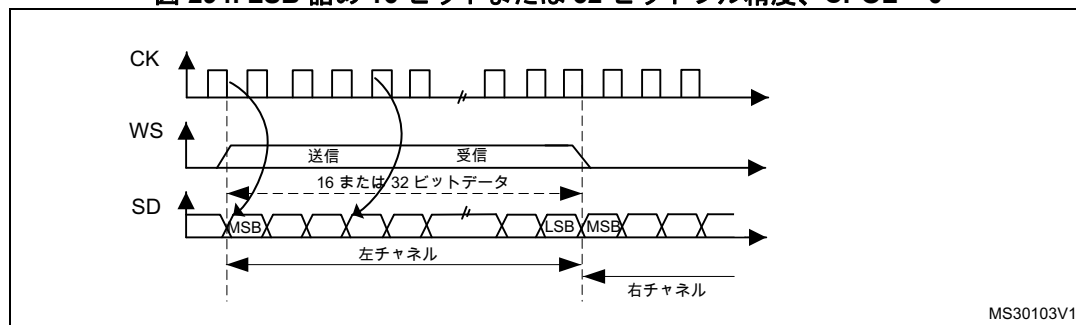 図 264. LSB 詰め 16 ビットまたは 32 ビットフル精度、CPOL = 0
CK
WS
送信 受信
16 または 32 ビットデータ
SD
MSB LSB MSB
左チャネル
右チャネル
MS30103V1